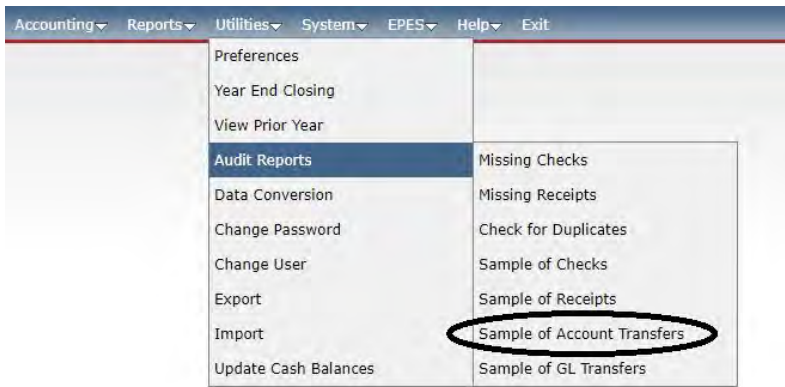 Accounting Reports Utilities System EPES Help Exit
Preferences
Year End Closing
View Prior Year
Audit Reports
Data Conversion
Change Password
Change User
Export
Import
Update Cash Balances
Missing Checks
Missing Receipts
Check for Duplicates
Sample of Checks
Sample of Receipts
Sample of Account Transfers
Sample of GL Transfers